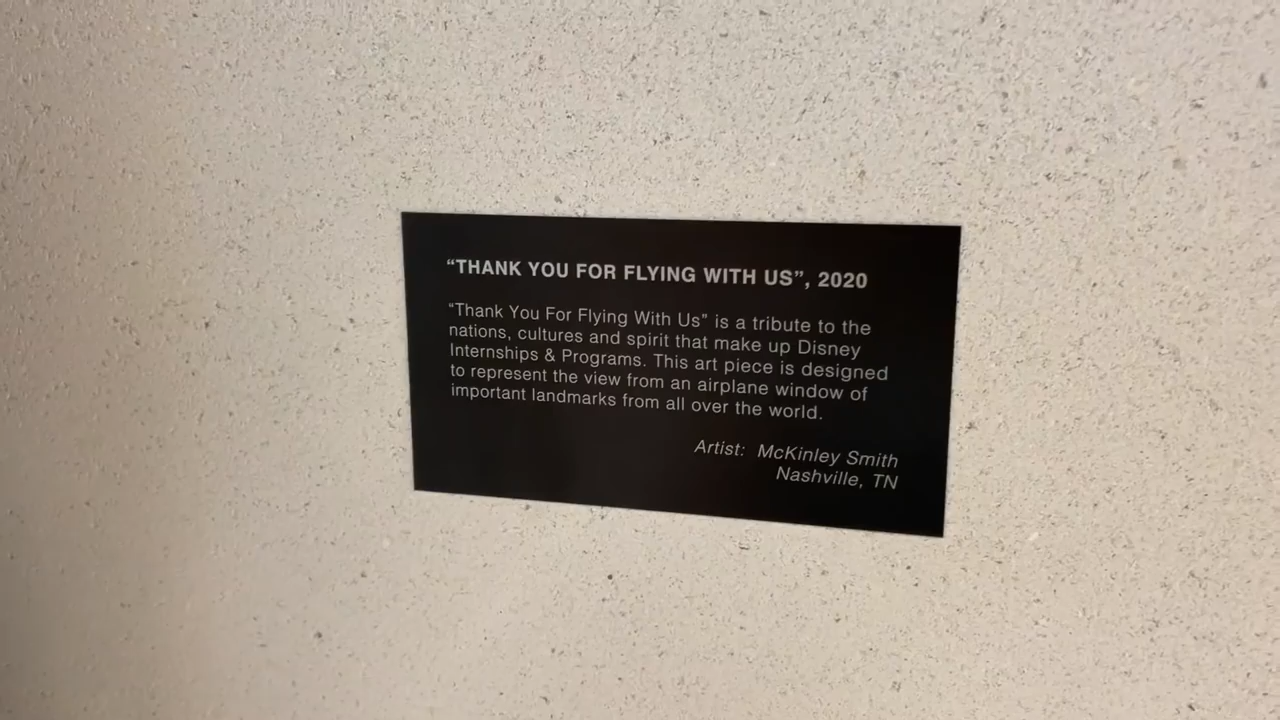 “THANK YOU FOR FLYING WITH US”, 2020
“Thank You For Flying With Us” is a tribute to the
nations, cultures and spirit that make up Disney
Internships & Programs. This art piece is designed
to represent the view from an airplane window of
important landmarks from all over the world.
Artist: McKinley Smith
Nashville, TN